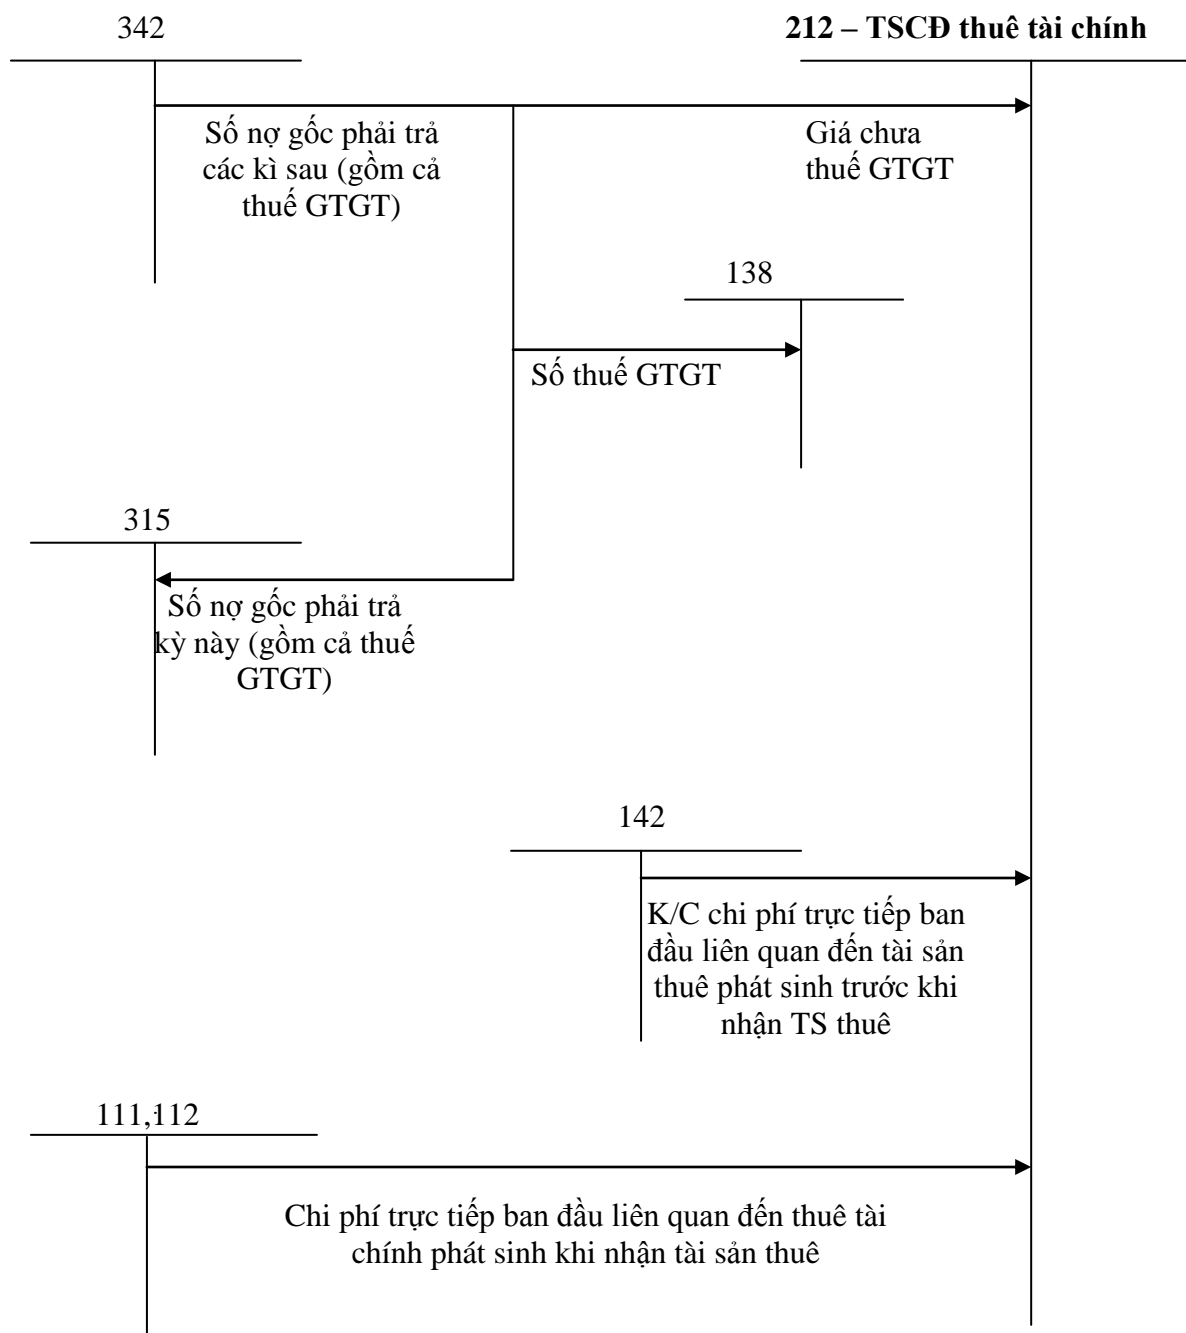 342
212 – TSCĐ thuê tài chính
Số nợ gốc phải trả
các kì sau (gồm cả
thuế GTGT)
Giá chưa
thuế GTGT
138
Số thuế GTGT
315
Số nợ gốc phải trả
kỳ này (gồm cả thuế
GTGT)
142
K/C chi phí trực tiếp ban
đầu liên quan đến tài sản
thuê phát sinh trước khi
nhận TS thuê
111,112
Chi phí trực tiếp ban đầu liên quan đến thuê tài
chính phát sinh khi nhận tài sản thuê